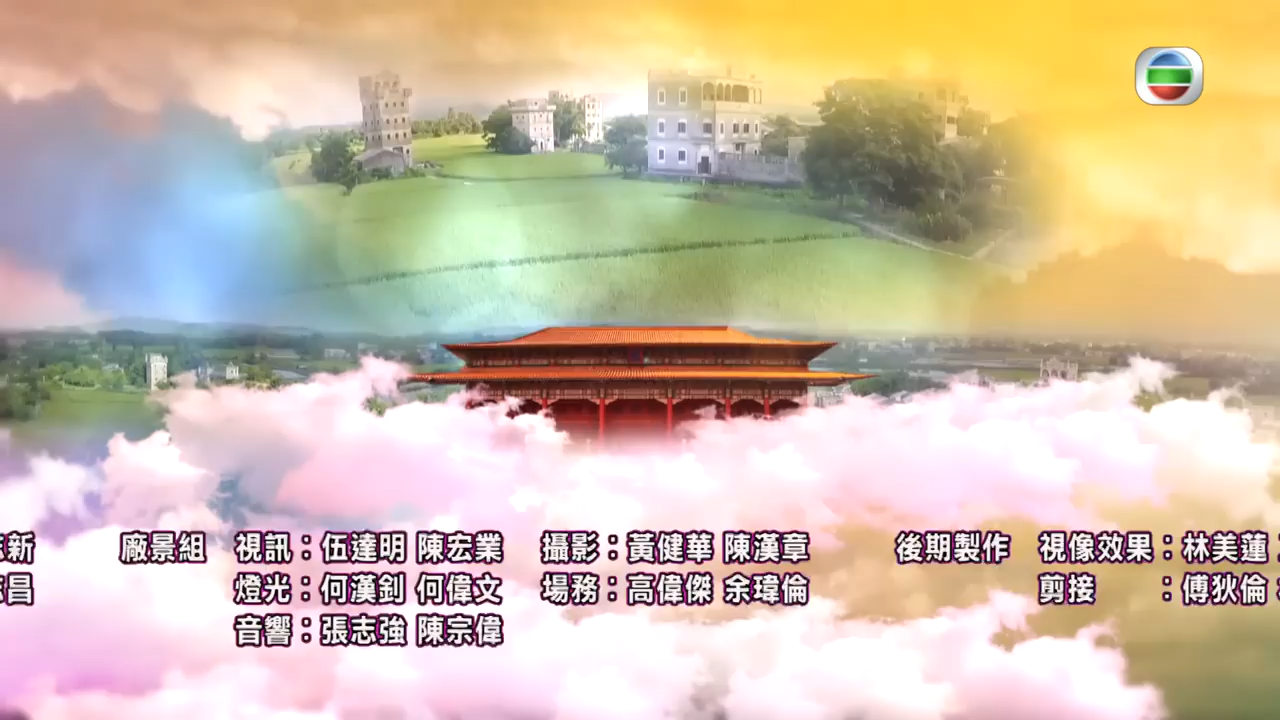 新 廠景組 視訊：伍達明 陳宏業 攝影：黃健華 陳漢章 後期製作 視像效果：林美蓮
昌 燈光：何漢釗 何偉文 場務：高偉傑 余瑋倫 剪接 ：傅狄倫
音響：張志強 陳宗偉